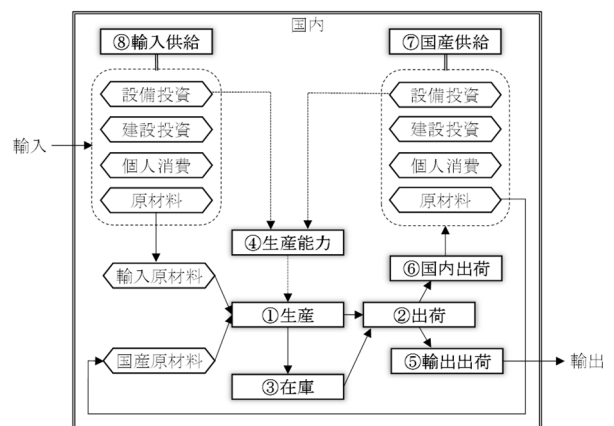 国内
⑧輸入供給
⑦国産供給
設備投資
建設投資
個人消費
原材料
設備投資
建設投資
個人消費
原材料
輸入
④生産能力
⑥国内出荷
輸入原材料
①生産
②出荷
国産原材料
③在庫
⑤輸出出荷
輸出